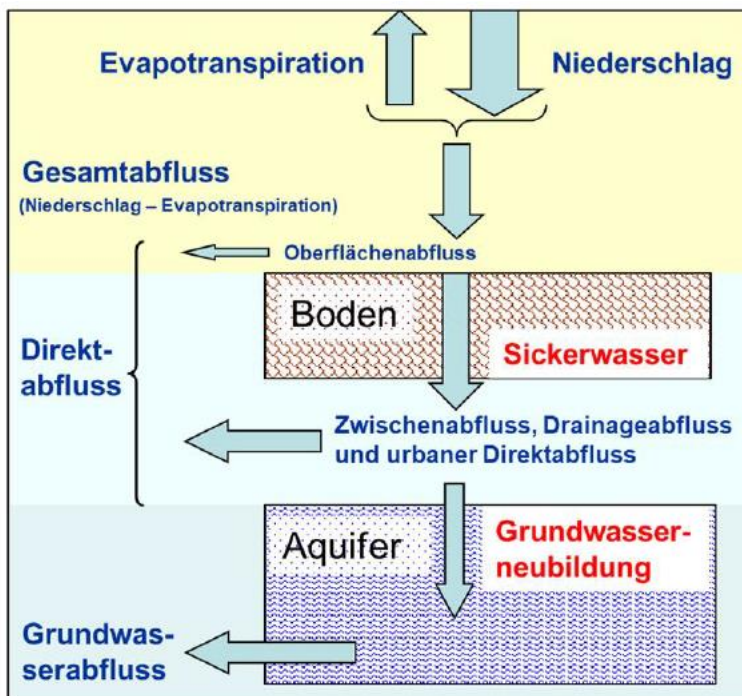 Evapotranspiration
Niederschlag
Gesamtabfluss
(Niederschlag – Evapotranspiration)
Oberflächenabfluss
Boden
Sickerwasser
Direkt-
abfluss
Zwischenabfluss, Drainageabfluss
und urbaner Direktabfluss
Aquifer
Grundwasser-
neubildung
Grundwas-
serabfluss